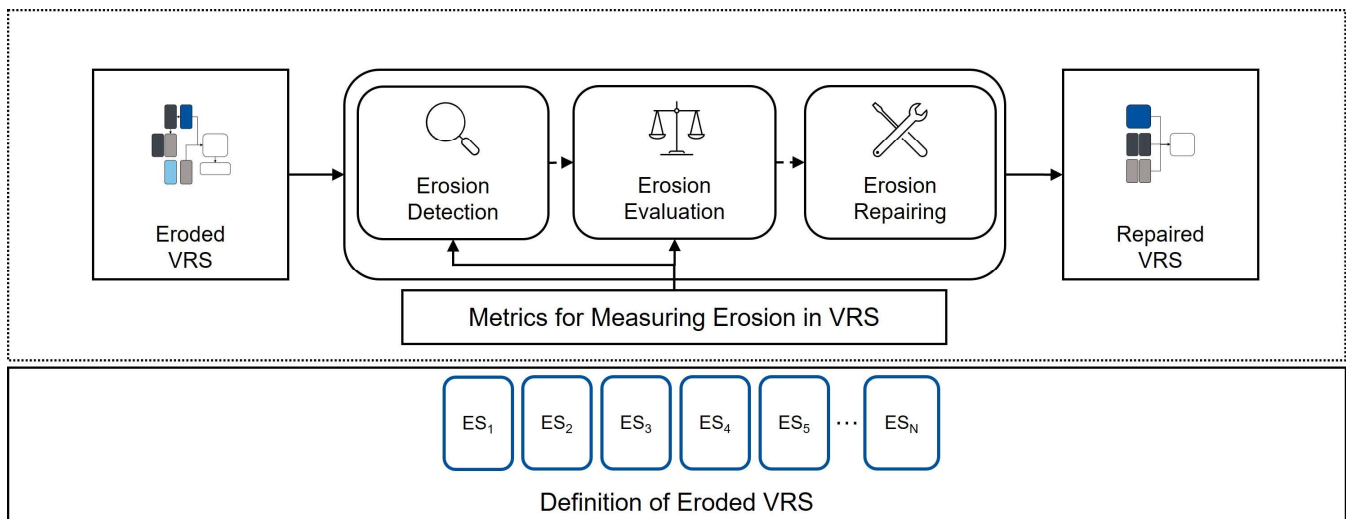 Eroded
VRS
Erosion
Detection
Erosion
Evaluation
Erosion
Repairing
Repaired
VRS
Metrics for Measuring Erosion in VRS
ES₁ ES₂ ES₃ ES₄ ES₅ ⋯ ES_N
Definition of Eroded VRS